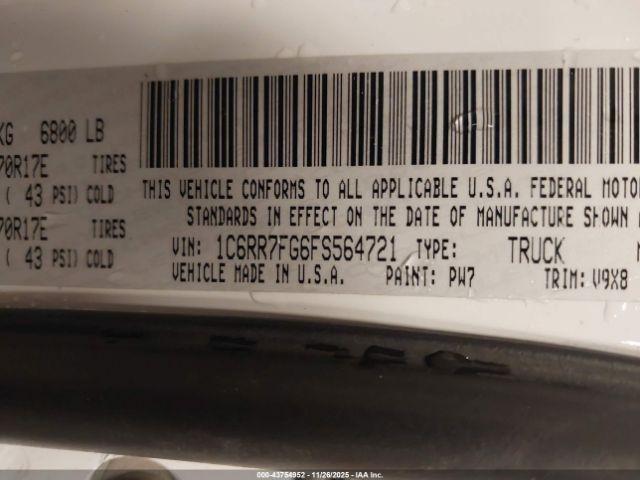 KG 6800 LB
70R17E TIRES
( 43 PSI) COLD
70R17E TIRES
( 43 PSI) COLD
THIS VEHICLE CONFORMS TO ALL APPLICABLE U.S.A. FEDERAL MOTO
STANDARDS IN EFFECT ON THE DATE OF MANUFACTURE SHOWN
VIN: 1C6RR7FG6FS564721 TYPE: TRUCK
VEHICLE MADE IN U.S.A. PAINT: PW7 TRIM: V9X8
000-43754952 - 11/26/2025 - IAA Inc.